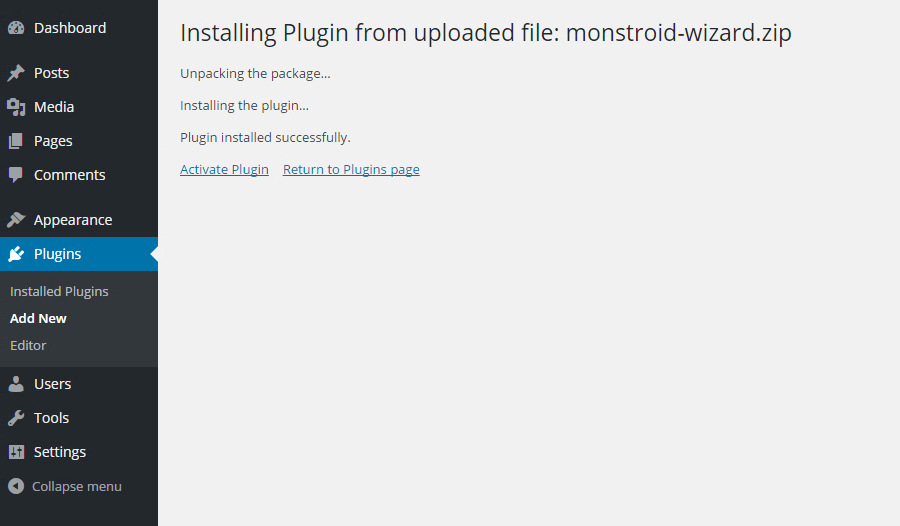 Dashboard
Posts
Media
Pages
Comments
Appearance
Plugins
Installed Plugins
Add New
Editor
Users
Tools
Settings
Collapse menu
Installing Plugin from uploaded file: monstroid-wizard.zip
Unpacking the package…
Installing the plugin…
Plugin installed successfully.
Activate Plugin Return to Plugins page